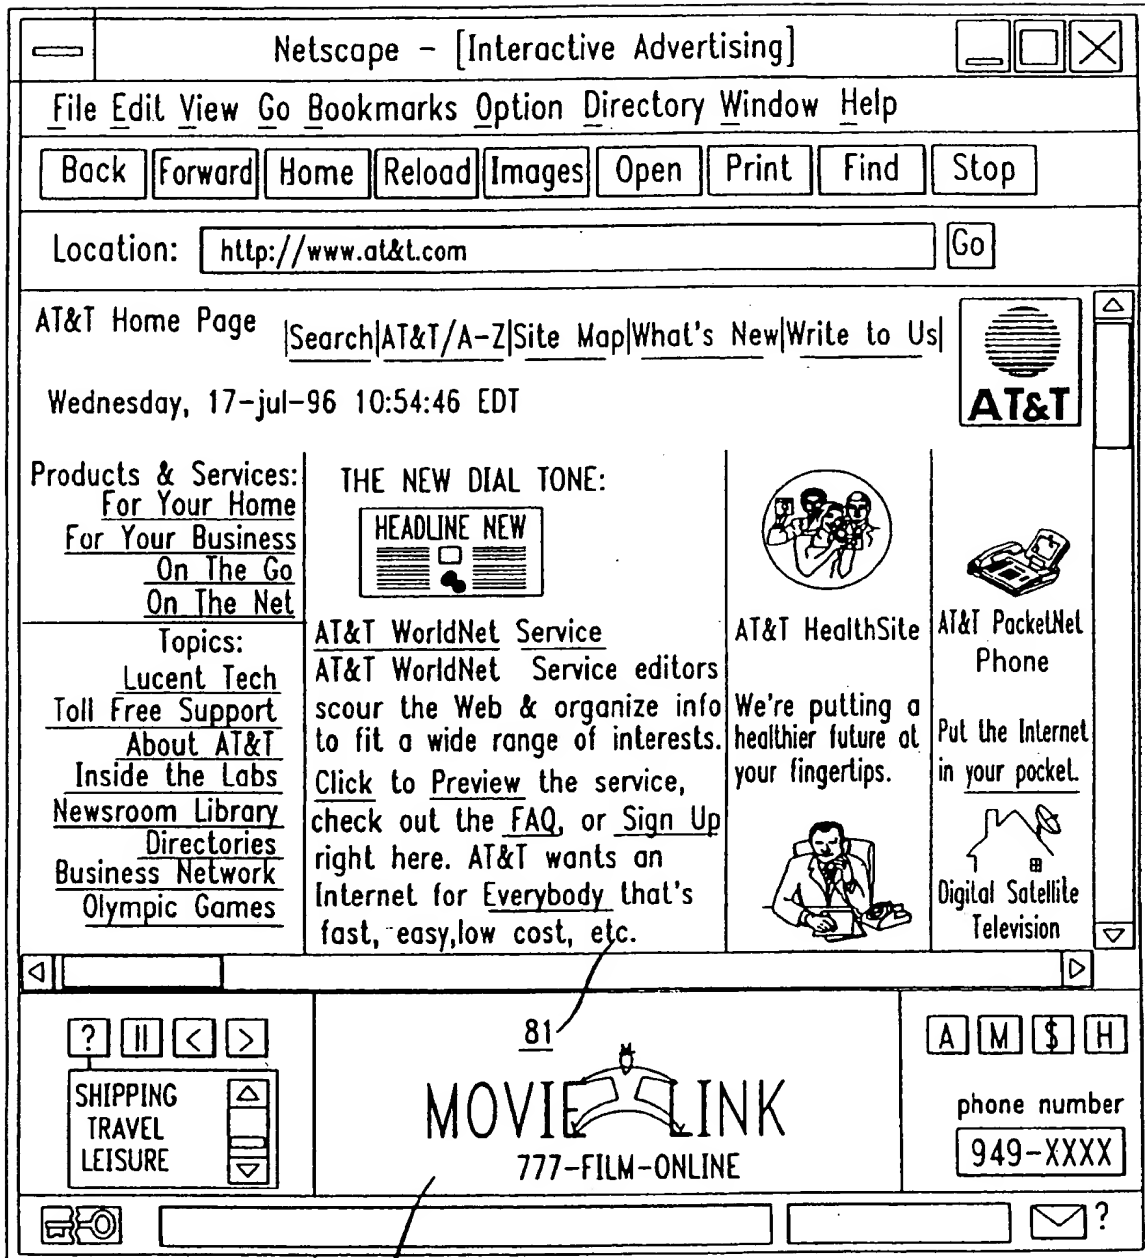 Netscape - [Interactive Advertising]
File Edit View Go Bookmarks Option Directory Window Help
Back Forward Home Reload Images Open Print Find Stop
Location: http://www.at&t.com Go
AT&T Home Page |Search|AT&T/A-Z|Site Map|What's New|Write to Us|
AT&T
Wednesday, 17-jul-96 10:54:46 EDT
Products & Services:
For Your Home
For Your Business
On The Go
On The Net
Topics:
Lucent Tech
Toll Free Support
About AT&T
Inside the Labs
Newsroom Library
Directories
Business Network
Olympic Games
THE NEW DIAL TONE:
HEADLINE NEW
AT&T WorldNet Service
AT&T WorldNet Service editors
scour the Web & organize info
to fit a wide range of interests.
Click to Preview the service,
check out the FAQ, or Sign Up
right here. AT&T wants an
Internet for Everybody that's
fast, easy,low cost, etc.
AT&T HealthSite
We're putting a
healthier future at
your fingertips.
AT&T PacketNet
Phone
Put the Internet
in your pocket.
Digital Satellite
Television
? || < >
SHIPPING
TRAVEL
LEISURE
81
MOVIE LINK
777-FILM-ONLINE
A M $ H
phone number
949-XXXX
?